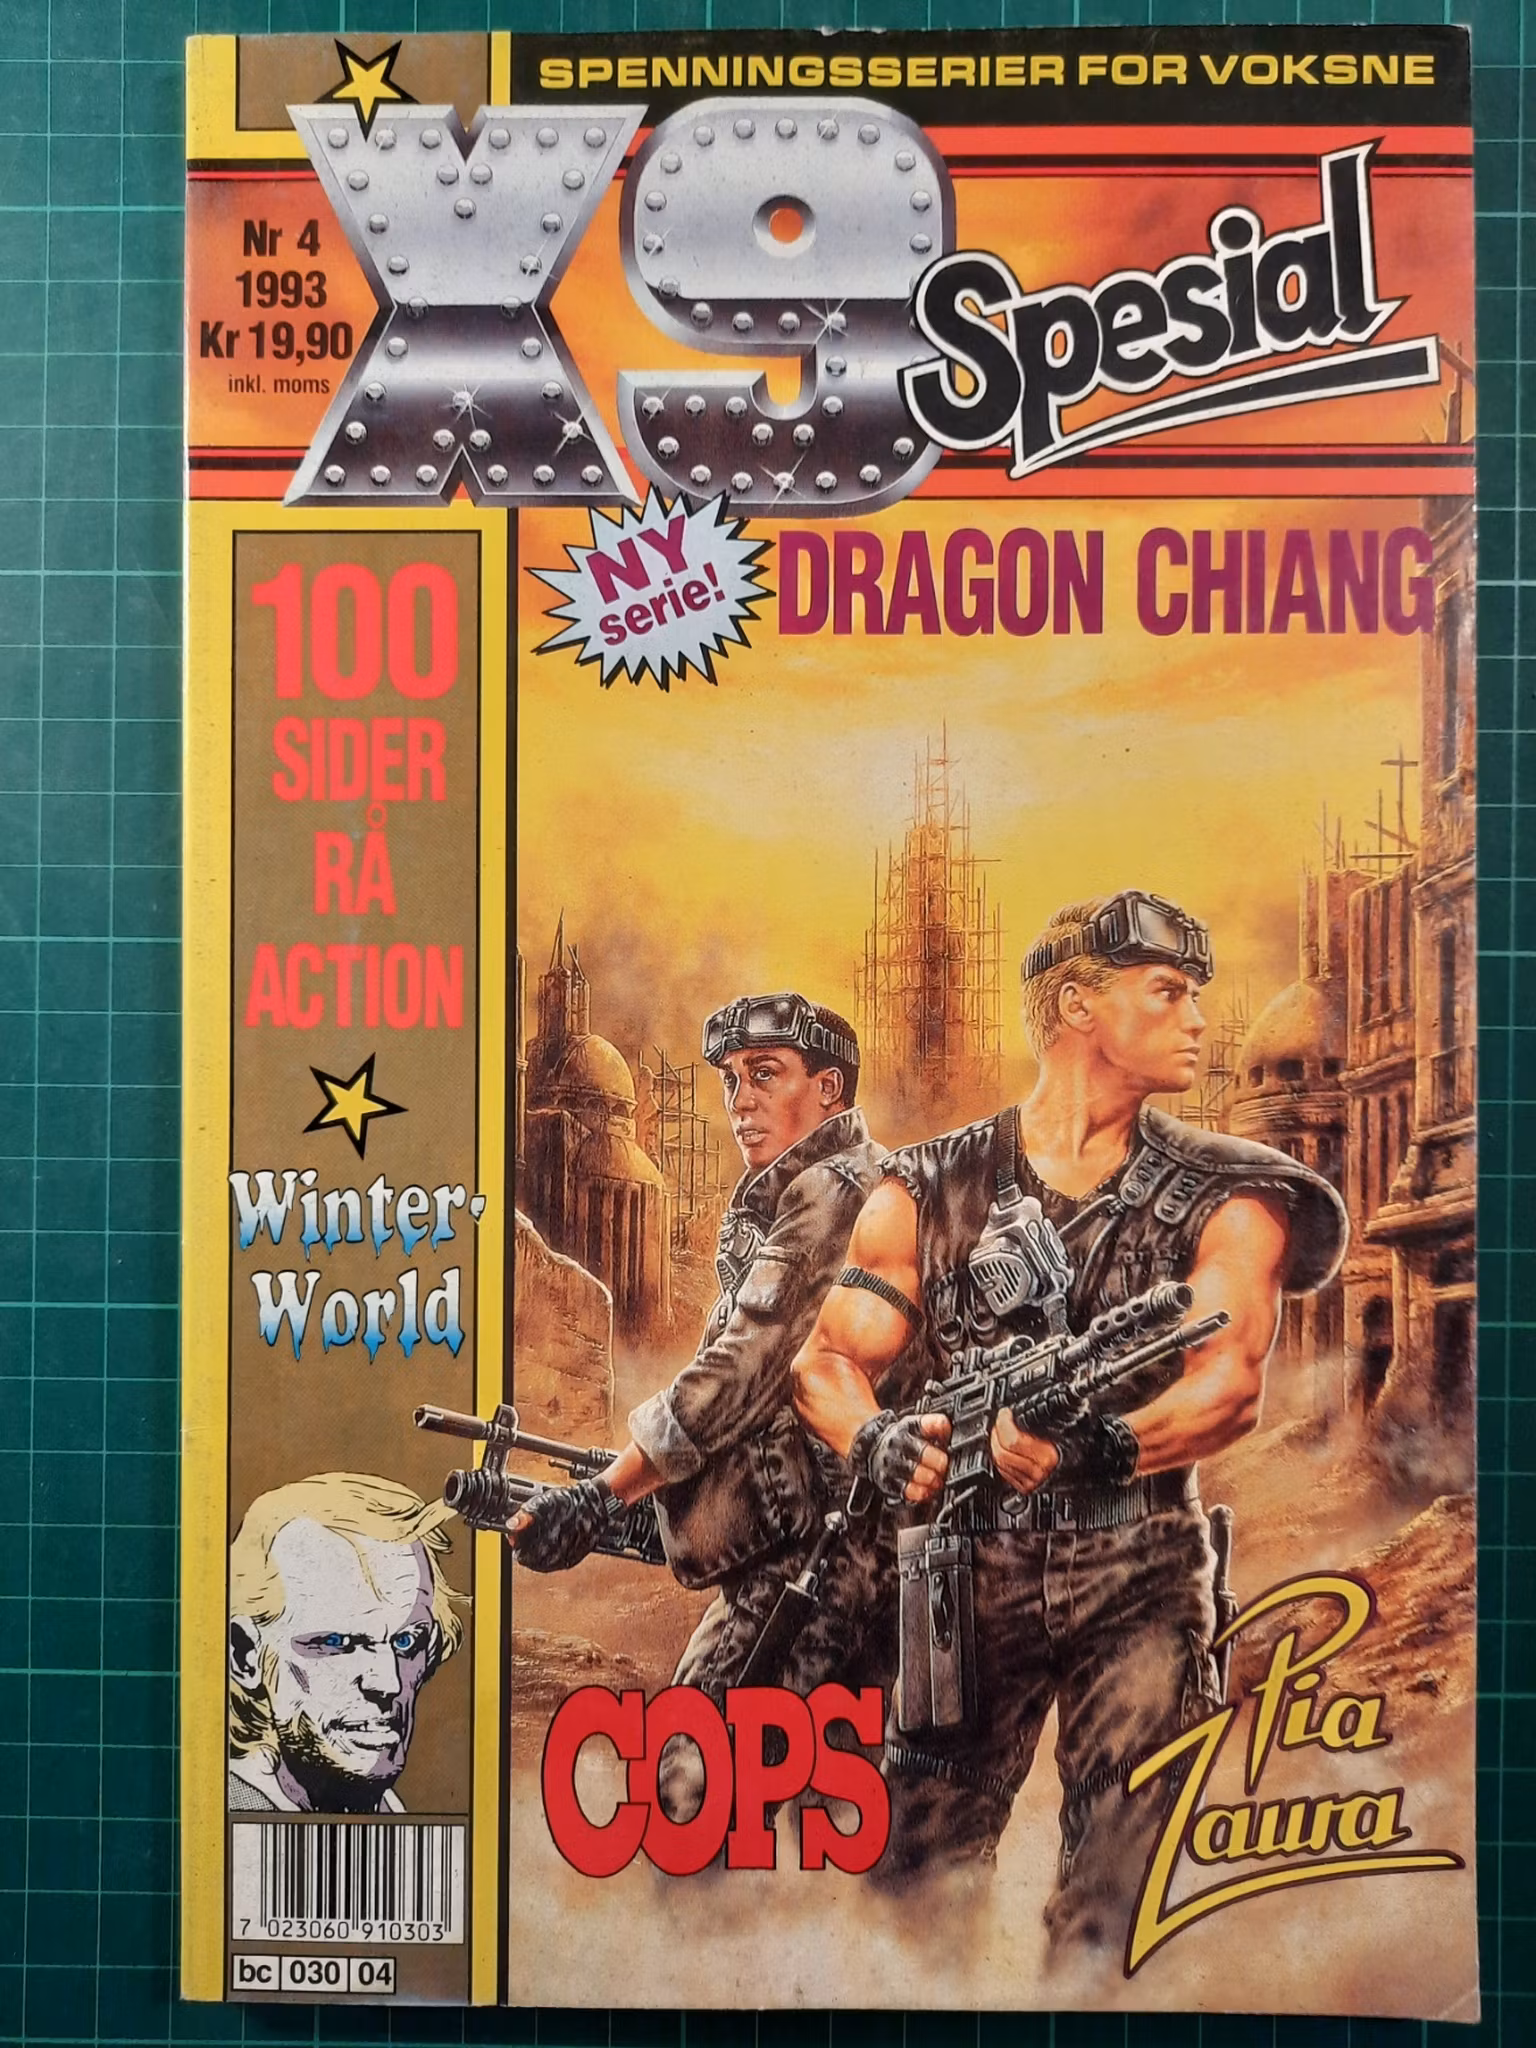 SPENNINGSSERIER FOR VOKSNE
X9
Spesial
Nr 4
1993
Kr 19,90
inkl. moms
NY
serie!
DRAGON CHIANG
100
SIDER
RÅ
ACTION
Winter-
World
COPS
Pia
Zaura
7 023060 910303
bc 030 04